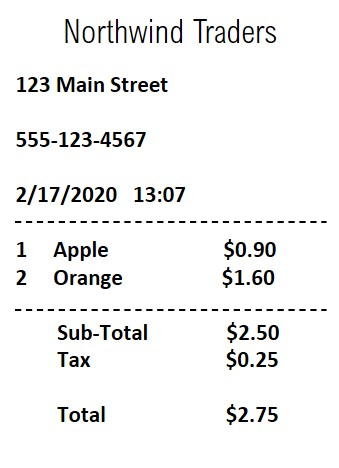 Northwind Traders
123 Main Street
555-123-4567
2/17/2020 13:07
1 Apple $0.90
2 Orange $1.60
Sub-Total $2.50
Tax $0.25
Total $2.75